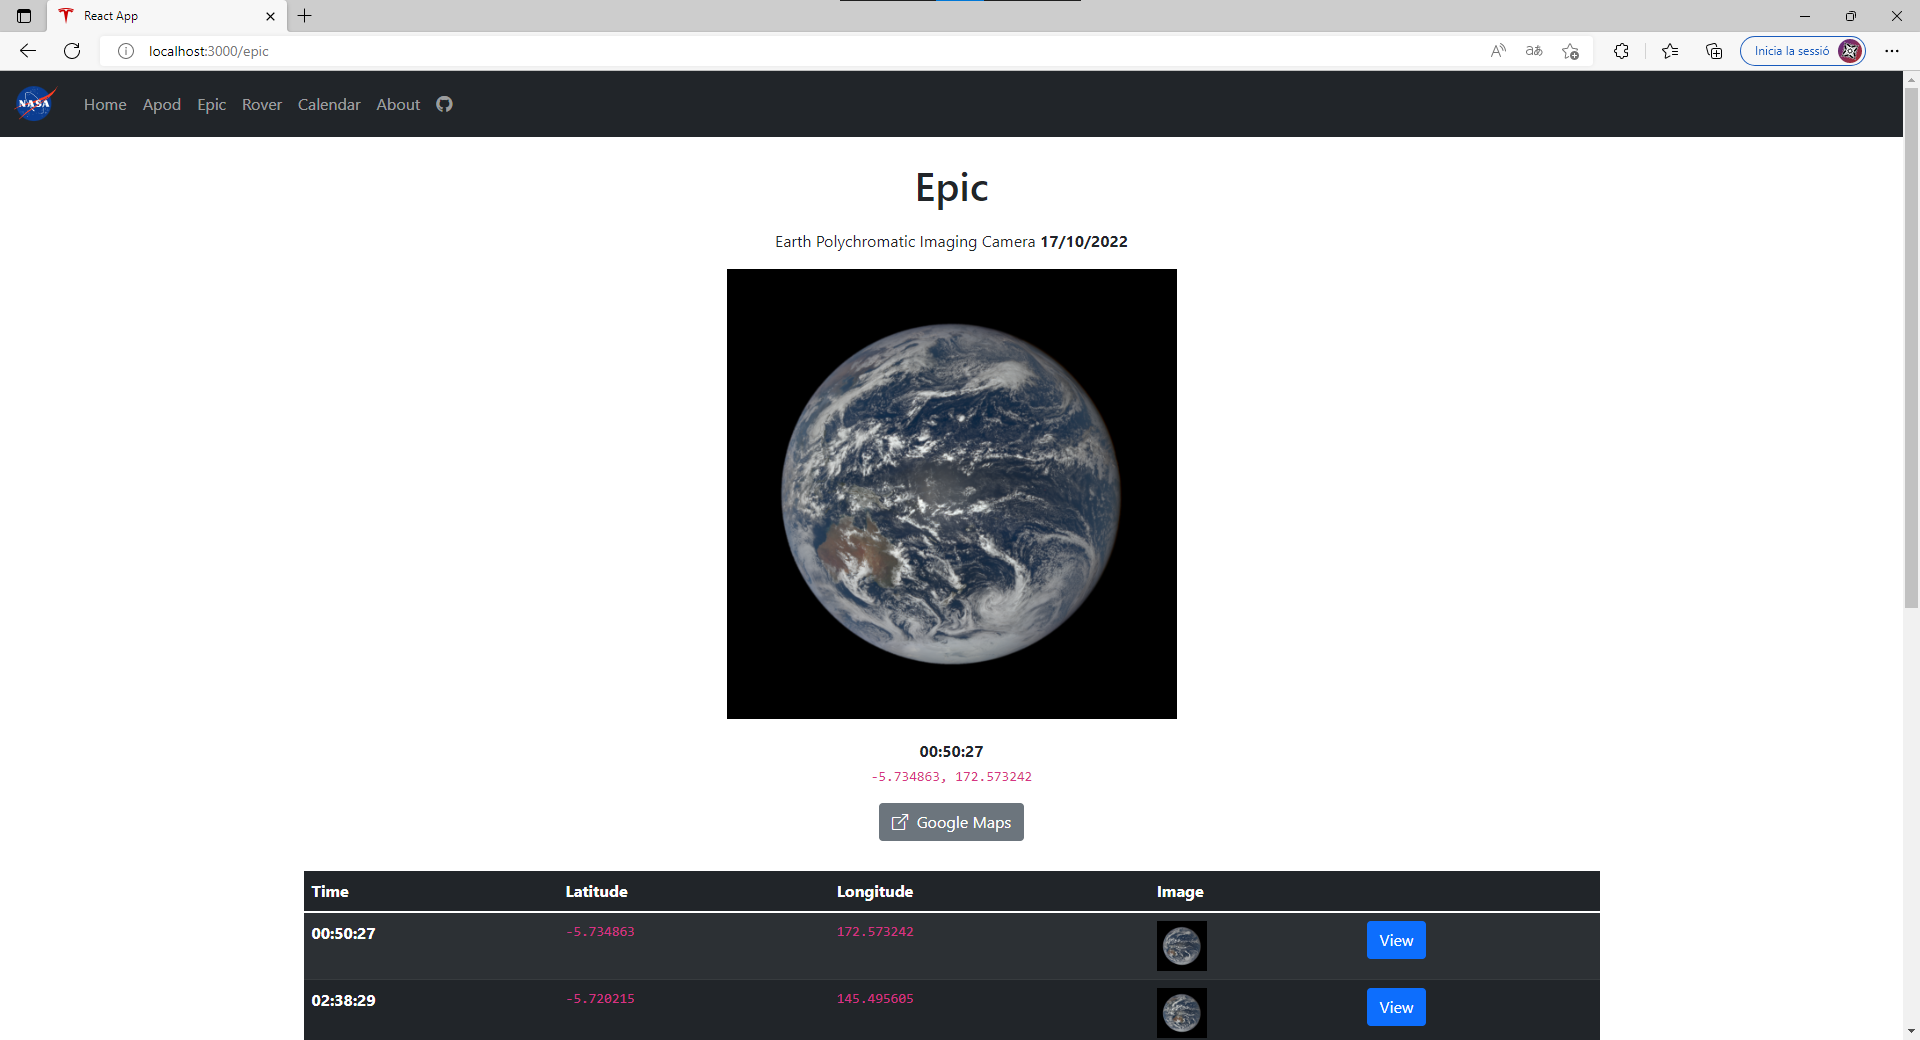 React App
localhost:3000/epic
Inicia la sessió
NASA
Home Apod Epic Rover Calendar About
Epic
Earth Polychromatic Imaging Camera 17/10/2022
00:50:27
-5.734863, 172.573242
Google Maps
Time Latitude Longitude Image
00:50:27 -5.734863 172.573242 View
02:38:29 -5.720215 145.495605 View